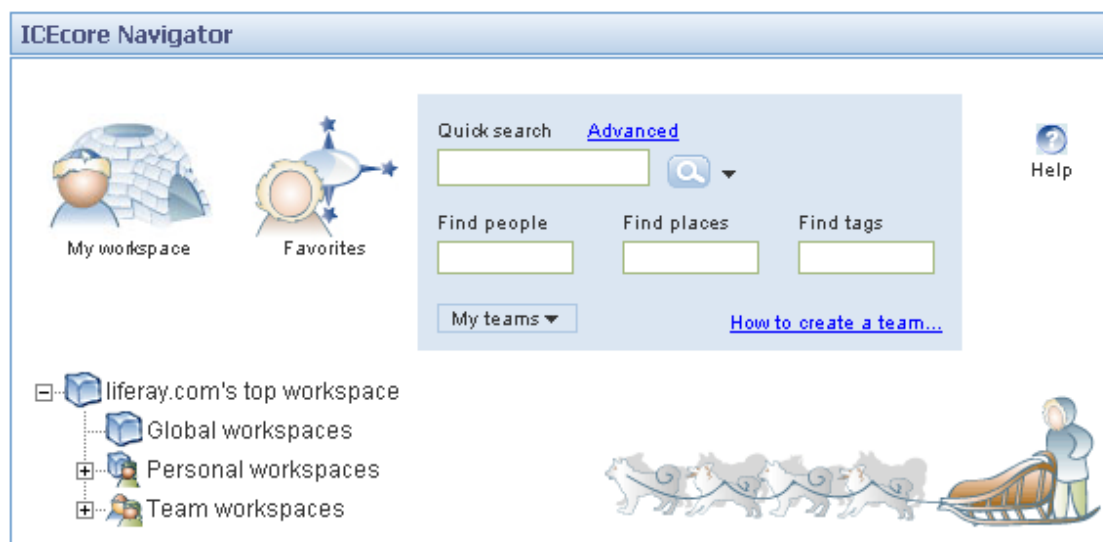 ICEcore Navigator
Quick search Advanced
Help
Find people Find places Find tags
My workspace Favorites
My teams How to create a team...
liferay.com's top workspace
Global workspaces
Personal workspaces
Team workspaces